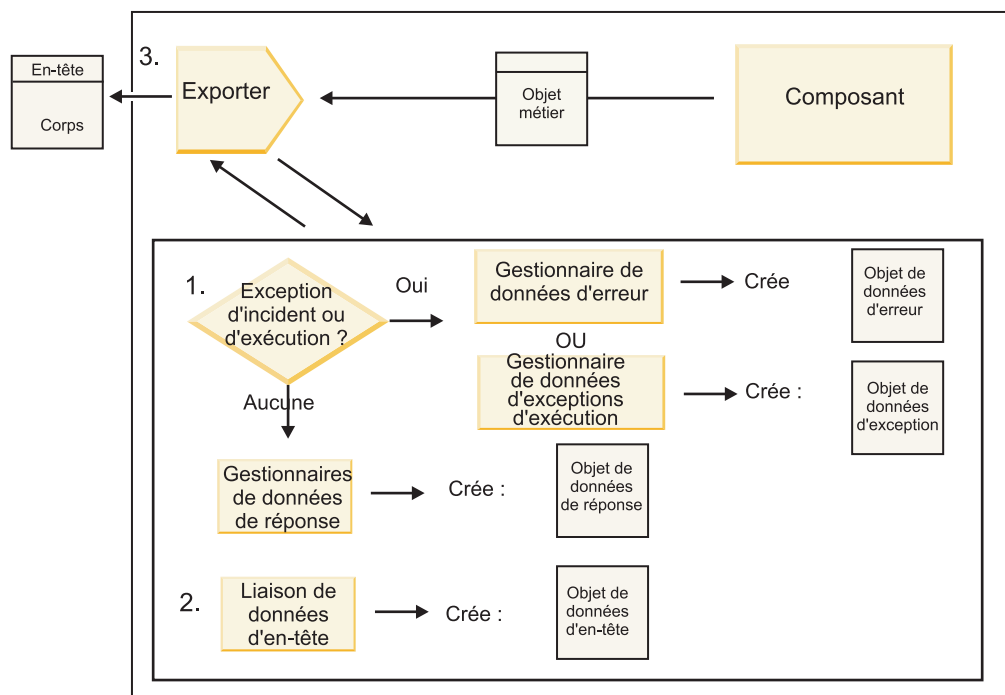 En-tête
Corps
3.
Exporter
Objet
métier
Composant
1.
Exception
d'incident ou
d'exécution ?
Oui
Gestionnaire de
données d'erreur
Crée
Objet de
données
d'erreur
OU
Gestionnaire
de données
d'exceptions
d'exécution
Crée :
Objet de
données
d'exception
Aucune
Gestionnaires
de données
de réponse
Crée :
Objet de
données
de réponse
2.
Liaison de
données
d'en-tête
Crée :
Objet de
données
d'en-tête